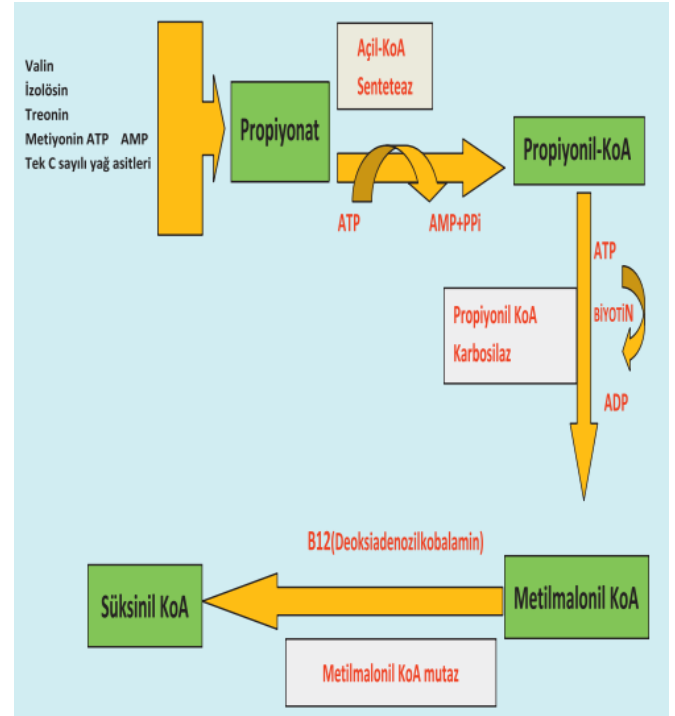 Valin
İzolösin
Treonin
Metiyonin ATP AMP
Tek C sayılı yağ asitleri
Propiyonat
Açil-KoA
Senteteaz
ATP
AMP+PPi
Propiyonil-KoA
ATP
BİYOTİN
ADP
Propiyonil KoA
Karbosilaz
Metilmalonil KoA
B12(Deoksiadenozilkobalamin)
Metilmalonil KoA mutaz
Süksinil KoA